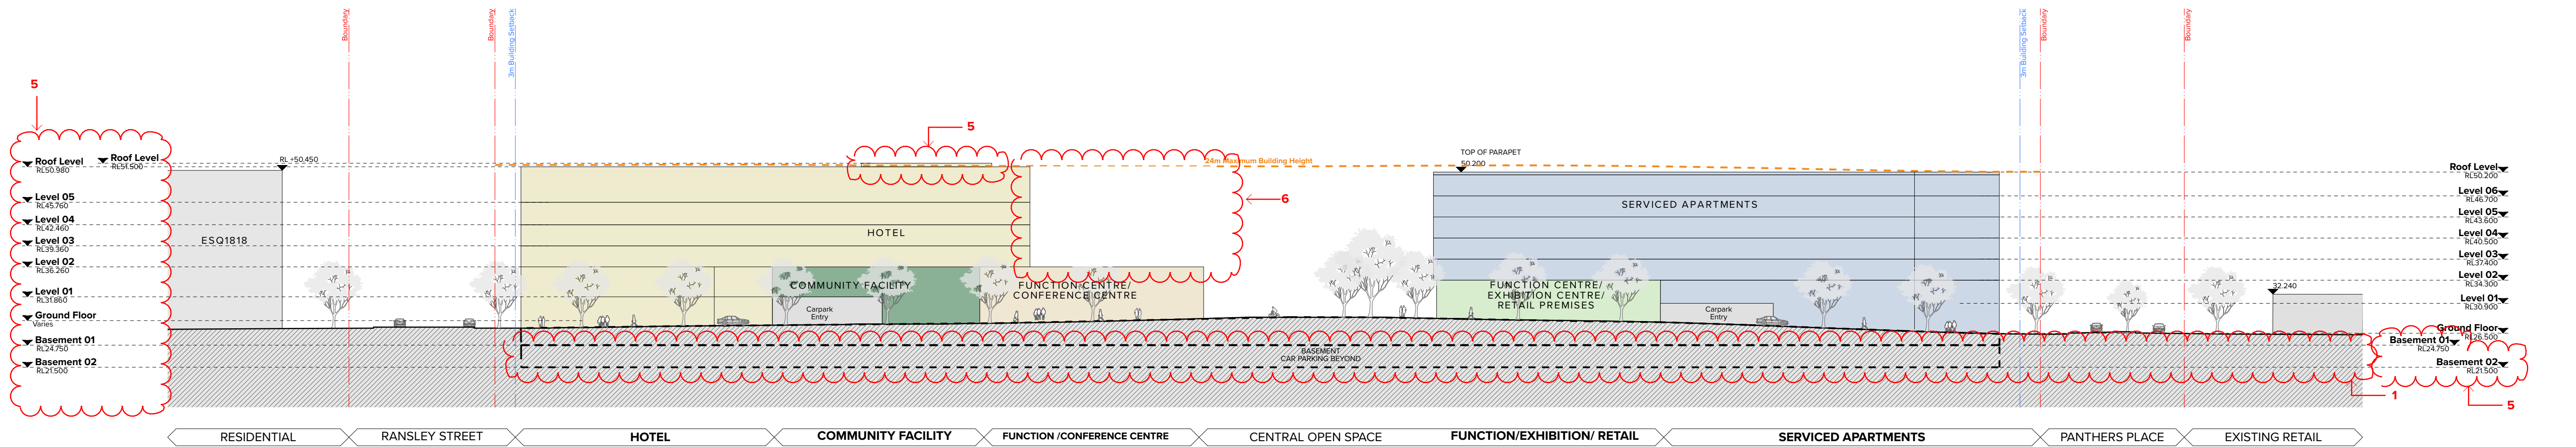 Boundary
Boundary
3m Building Setback
3m Building Setback
Boundary
Boundary
5
5
6
Roof Level
RL50.980
Roof Level
RL51.500
RL +50.450
24m Maximum Building Height
TOP OF PARAPET
50.200
Level 05
RL45.760
Level 04
RL42.460
Level 03
RL39.360
Level 02
RL36.260
Level 01
RL31.860
Ground Floor
Varies
Basement 01
RL24.750
Basement 02
RL21.500
ESQ1818
HOTEL
COMMUNITY FACILITY
Carpark
Entry
FUNCTION CENTRE/
CONFERENCE CENTRE
SERVICED APARTMENTS
FUNCTION CENTRE/
EXHIBITION CENTRE/
RETAIL PREMISES
Carpark
Entry
BASEMENT
CAR PARKING BEYOND
32.240
Roof Level
RL50.200
Level 06
RL46.700
Level 05
RL43.600
Level 04
RL40.500
Level 03
RL37.400
Level 02
RL34.300
Level 01
RL30.900
Ground Floor
RL26.500
Basement 01
RL24.750
Basement 02
RL21.500
1
5
RESIDENTIAL
RANSLEY STREET
HOTEL
COMMUNITY FACILITY
FUNCTION /CONFERENCE CENTRE
CENTRAL OPEN SPACE
FUNCTION/EXHIBITION/ RETAIL
SERVICED APARTMENTS
PANTHERS PLACE
EXISTING RETAIL